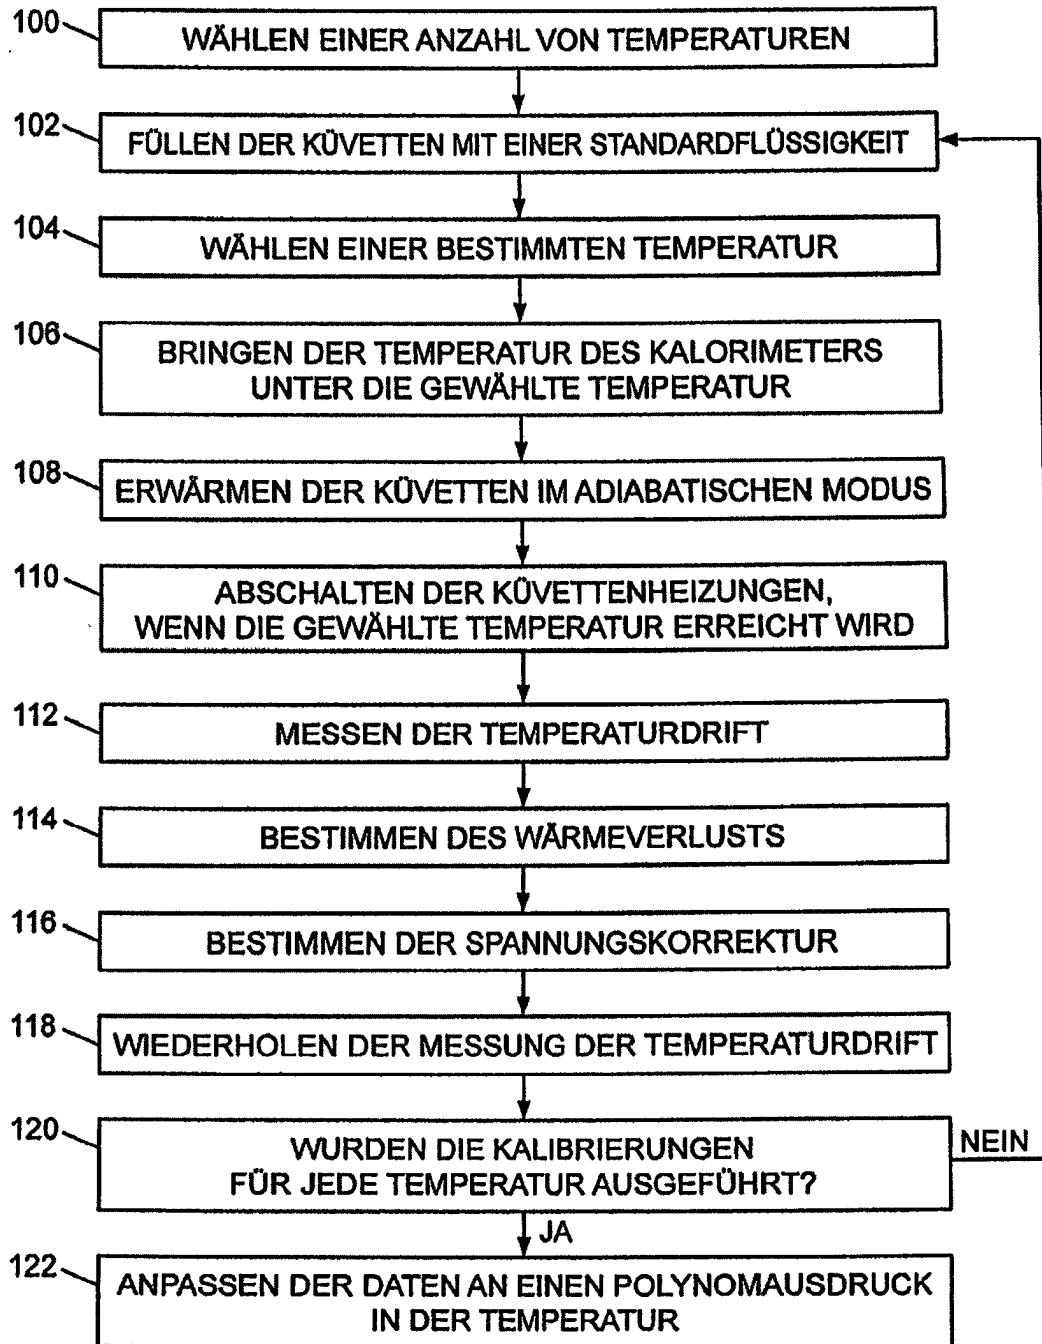 100
WÄHLEN EINER ANZAHL VON TEMPERATUREN
102
FÜLLEN DER KÜVETTEN MIT EINER STANDARDFLÜSSIGKEIT
104
WÄHLEN EINER BESTIMMTEN TEMPERATUR
106
BRINGEN DER TEMPERATUR DES KALORIMETERS
UNTER DIE GEWÄHLTE TEMPERATUR
108
ERWÄRMEN DER KÜVETTEN IM ADIABATISCHEN MODUS
110
ABSCHALTEN DER KÜVETTENHEIZUNGEN,
WENN DIE GEWÄHLTE TEMPERATUR ERREICHT WIRD
112
MESSEN DER TEMPERATURDRIFT
114
BESTIMMEN DES WÄRMEVERLUSTS
116
BESTIMMEN DER SPANNUNGSKORREKTUR
118
WIEDERHOLEN DER MESSUNG DER TEMPERATURDRIFT
120
WURDEN DIE KALIBRIERUNGEN
FÜR JEDE TEMPERATUR AUSGEFÜHRT?
NEIN
JA
122
ANPASSEN DER DATEN AN EINEN POLYNOMAUSDRUCK
IN DER TEMPERATUR